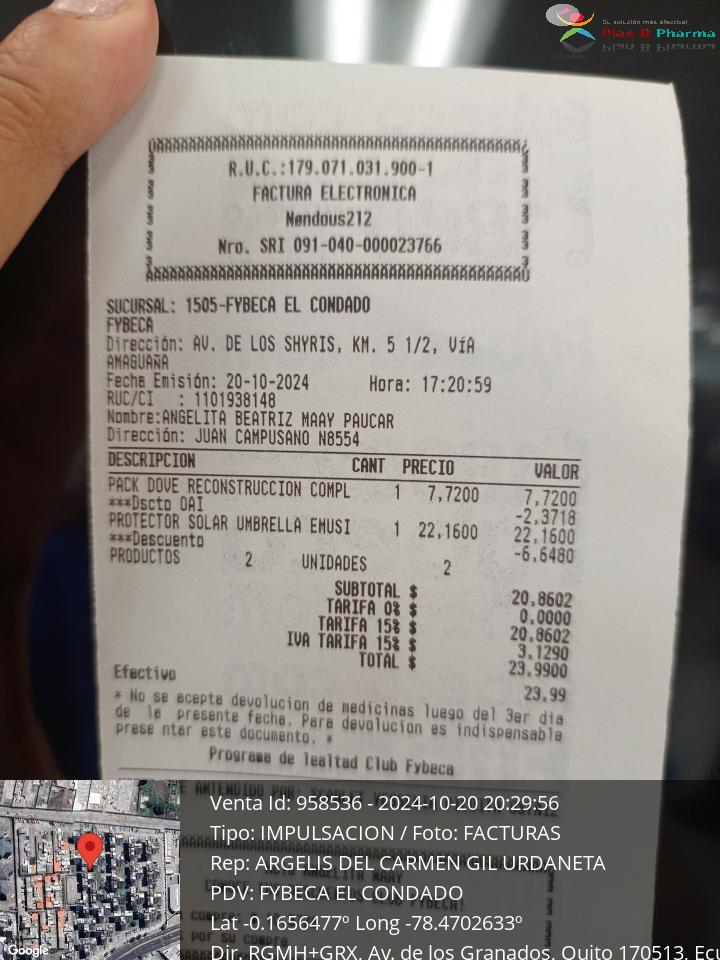 Su solución más efectiva!
Plan B Pharma
R.U.C.:179.071.031.900-1
FACTURA ELECTRONICA
Nendous212
Nro. SRI 091-040-000023766
SUCURSAL: 1505-FYBECA EL CONDADO
FYBECA
Dirección: AV. DE LOS SHYRIS, KM. 5 1/2, VíA
AMAGUAÑA
Fecha Emisión: 20-10-2024 Hora: 17:20:59
RUC/CI : 1101938148
Nombre:ANGELITA BEATRIZ MAAY PAUCAR
Dirección: JUAN CAMPUSANO N8554
DESCRIPCION CANT PRECIO VALOR
PACK DOVE RECONSTRUCCION COMPL 1 7,7200 7,7200
***Dscto OAI -2,3718
PROTECTOR SOLAR UMBRELLA EMUSI 1 22,1600 22,1600
***Descuento -6,6480
PRODUCTOS 2 UNIDADES 2
SUBTOTAL $ 20,8602
TARIFA 0% $ 0,0000
TARIFA 15% $ 20,8602
IVA TARIFA 15% $ 3,1290
TOTAL $ 23,9900
Efectivo 23.99
* No se acepta devolucion de medicinas luego del 3er dia
de la presente fecha. Para devolucion es indispensable
prese ntar este documento. *
Programa de lealtad Club Fybeca
Venta Id: 958536 - 2024-10-20 20:29:56
Tipo: IMPULSACION / Foto: FACTURAS
Rep: ARGELIS DEL CARMEN GIL URDANETA
PDV: FYBECA EL CONDADO
Lat -0.1656477º Long -78.4702633º
por su compra
Google
Dir. RGMH+GRX, Av. de los Granados, Quito 170513, Ecu